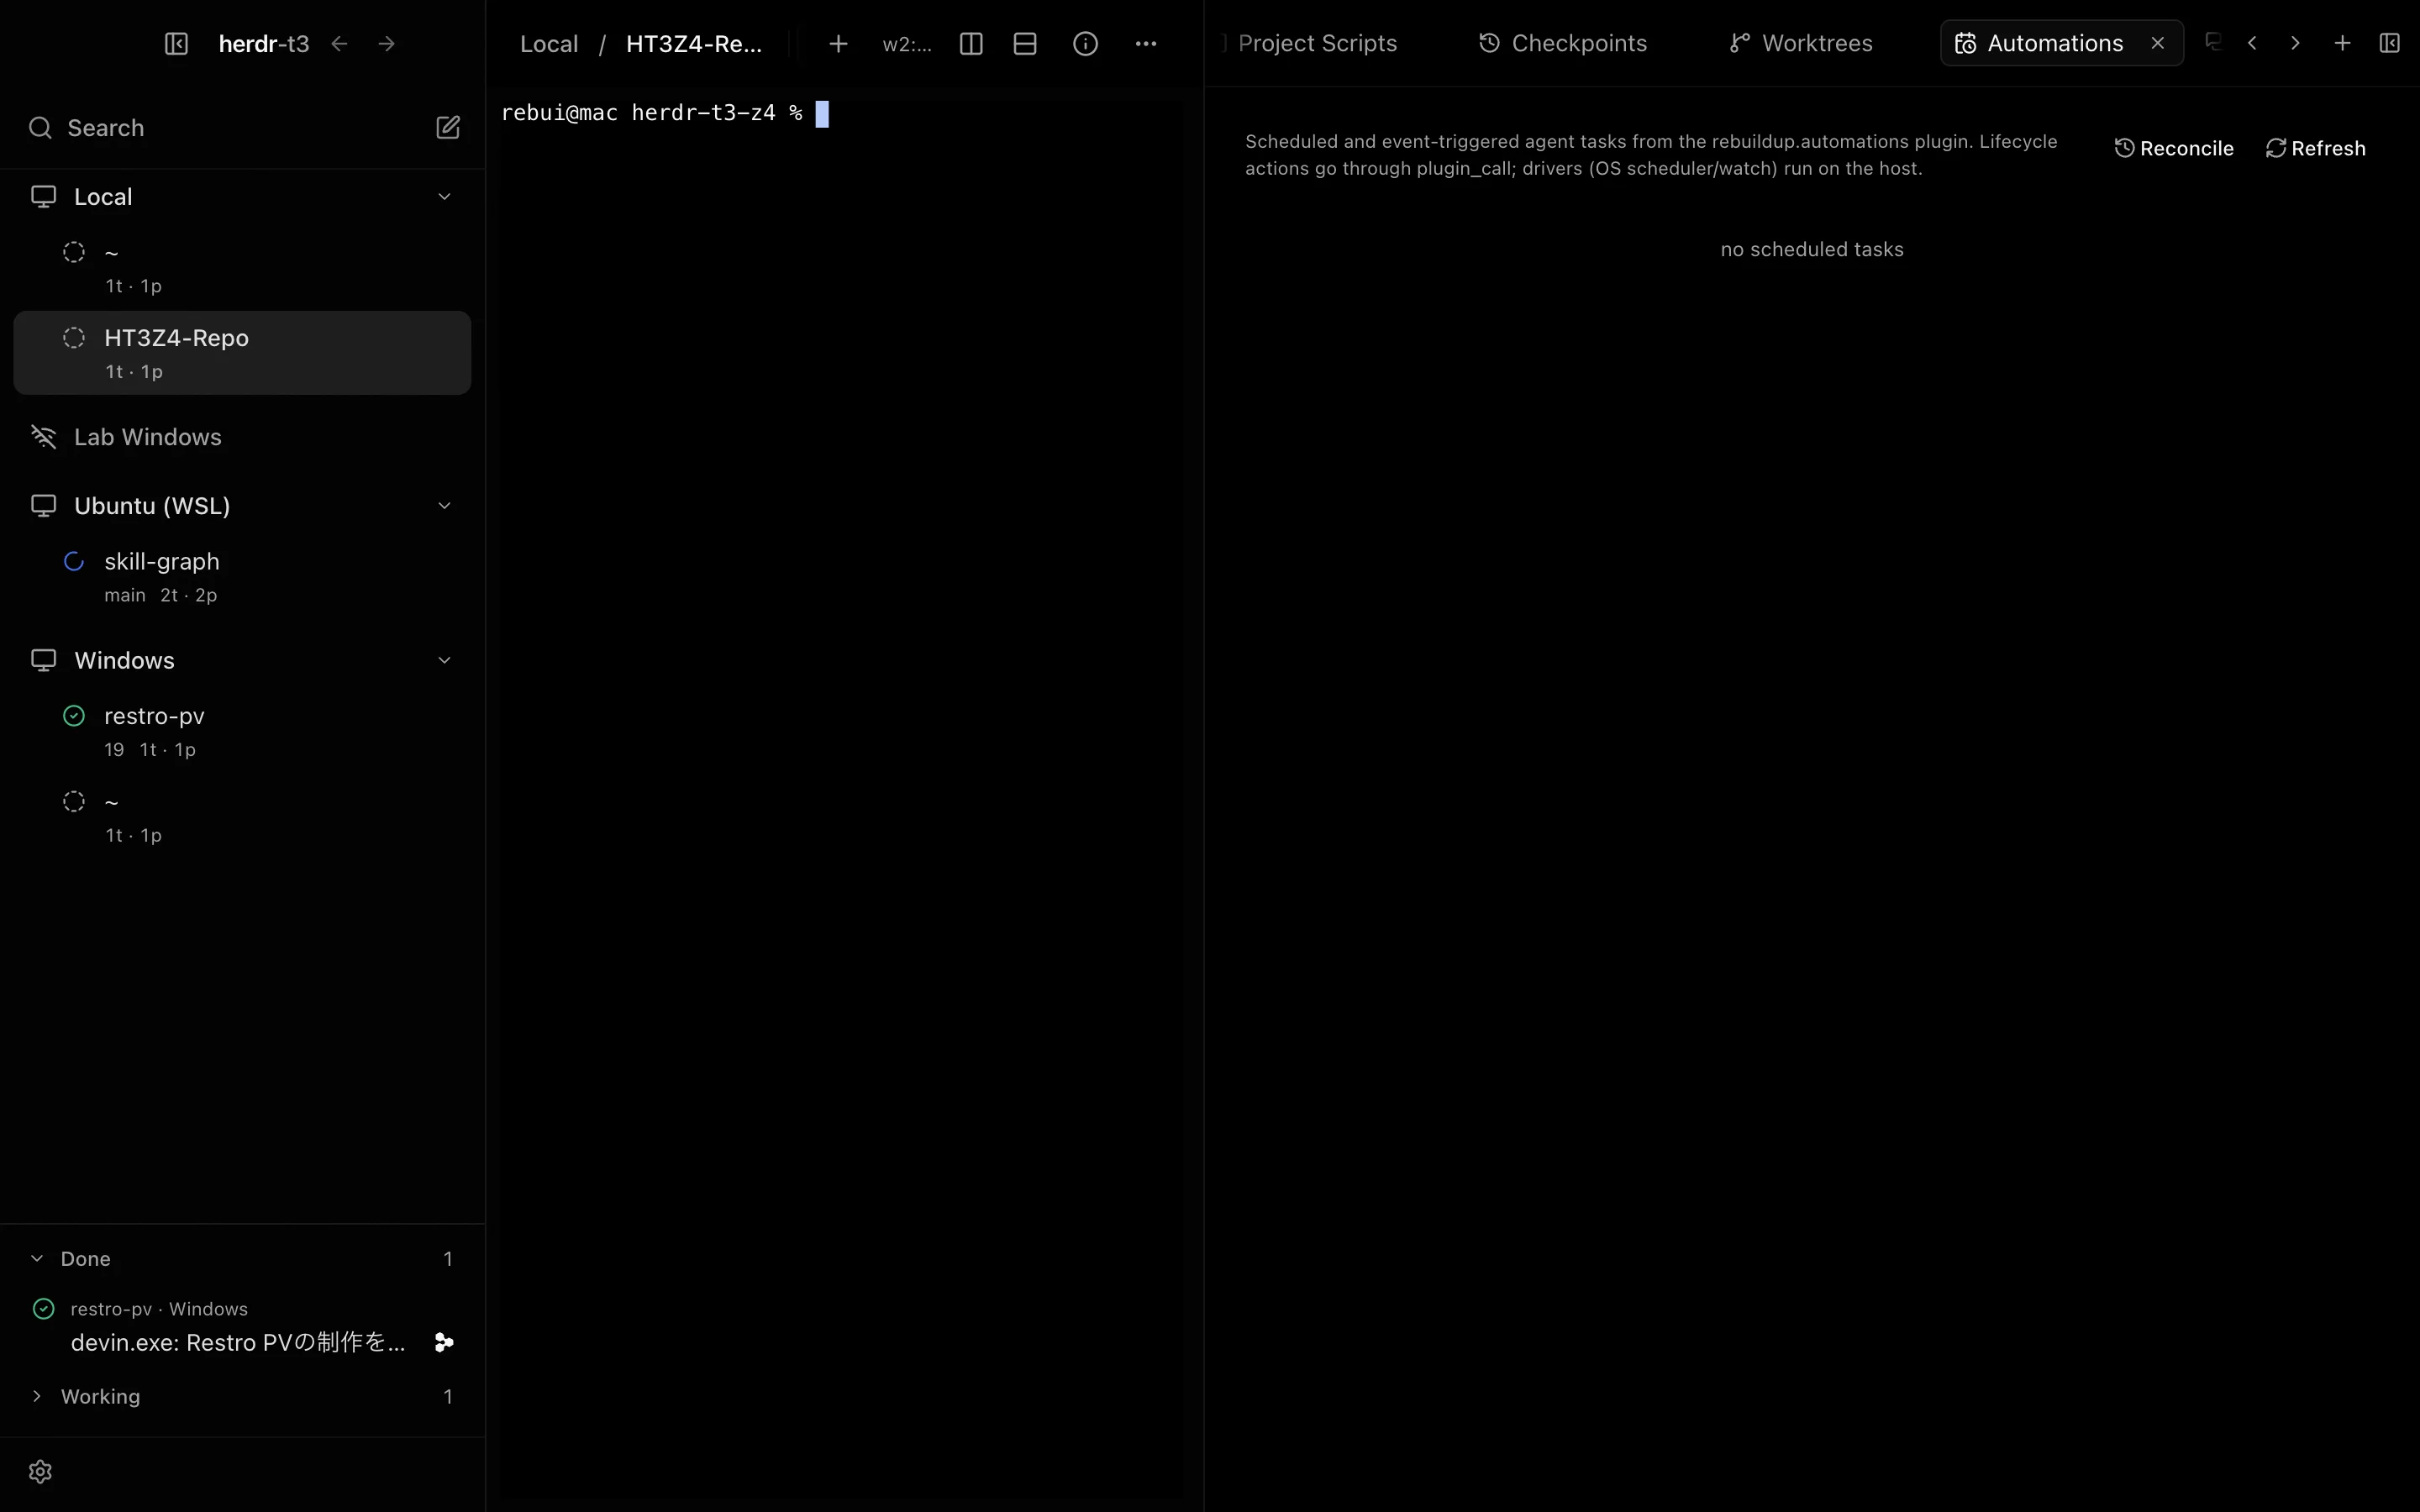 herdr-t3
Search
Local
~
1t · 1p
HT3Z4-Repo
1t · 1p
Lab Windows
Ubuntu (WSL)
skill-graph
main 2t · 2p
Windows
restro-pv
19 1t · 1p
~
1t · 1p
Done 1
restro-pv · Windows
devin.exe: Restro PVの制作を...
Working 1
Local / HT3Z4-Re...
w2:...
rebui@mac herdr-t3-z4 %
Project Scripts
Checkpoints
Worktrees
Automations
Scheduled and event-triggered agent tasks from the rebuildup.automations plugin. Lifecycle
actions go through plugin_call; drivers (OS scheduler/watch) run on the host.
Reconcile
Refresh
no scheduled tasks